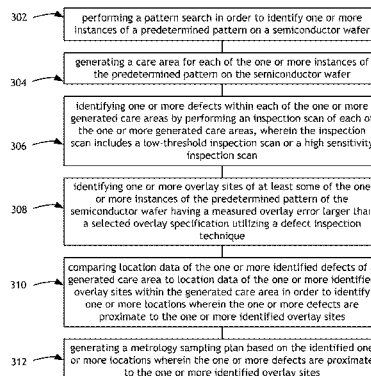 302
performing a pattern search in order to identify one or more
instances of a predetermined pattern on a semiconductor wafer
304
generating a care area for each of the one or more instances of
the predetermined pattern on the semiconductor wafer
306
identifying one or more defects within each of the one or more
generated care areas by performing an inspection scan of each of
the one or more generated care areas, wherein the inspection
scan includes a low-threshold inspection scan or a high sensitivity
inspection scan
308
identifying one or more overlay sites of at least some of the one
or more instances of the predetermined pattern of the
semiconductor wafer having a measured overlay error larger than
a selected overlay specification utilizing a defect inspection
technique
310
comparing location data of the one or more identified defects of a
generated care area to location data of the one or more identified
overlay sites within the generated care area in order to identify
one or more locations wherein the one or more defects are
proximate to the one or more identified overlay sites
312
generating a metrology sampling plan based on the identified one
or more locations wherein the one or more defects are proximate
to the one or more identified overlay sites